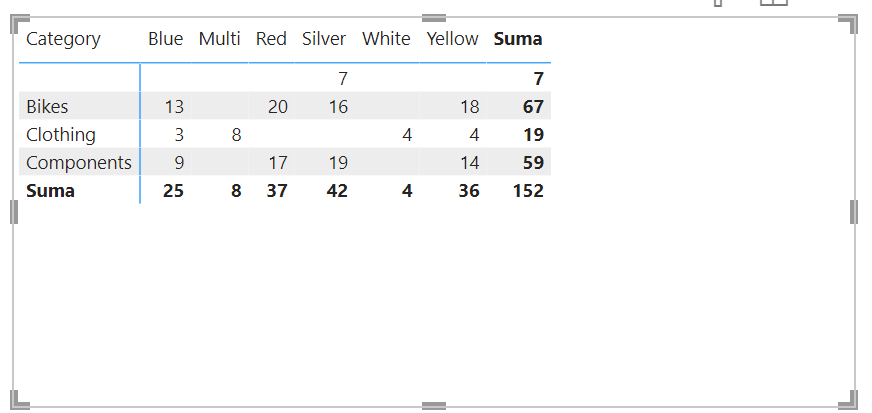 Category Blue Multi Red Silver White Yellow Suma
7 7
Bikes 13 20 16 18 67
Clothing 3 8 4 4 19
Components 9 17 19 14 59
Suma 25 8 37 42 4 36 152